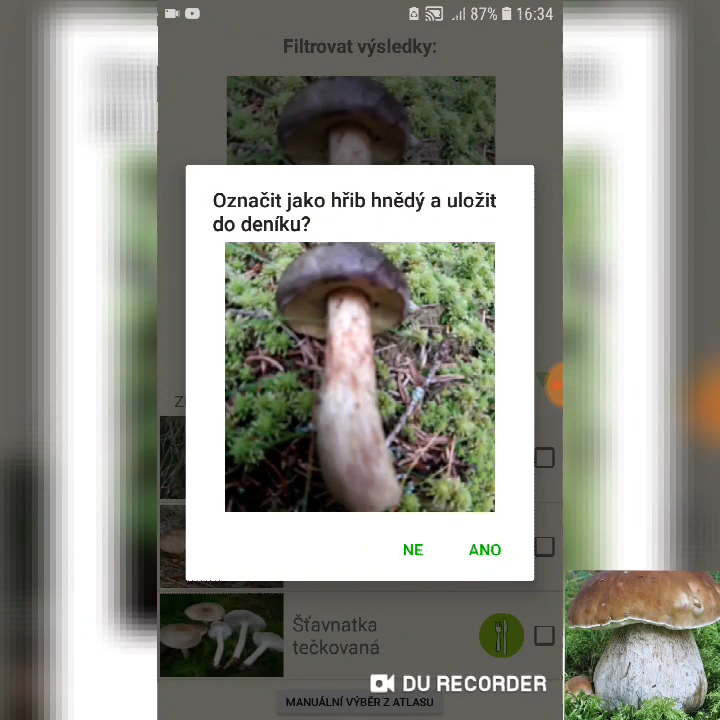 87% 16:34
Filtrovat výsledky:
Označit jako hřib hnědý a uložit
do deníku?
Z
NE ANO
Šťavnatka
tečkovaná
DU RECORDER
MANUÁLNÍ VÝBĚR Z ATLASU